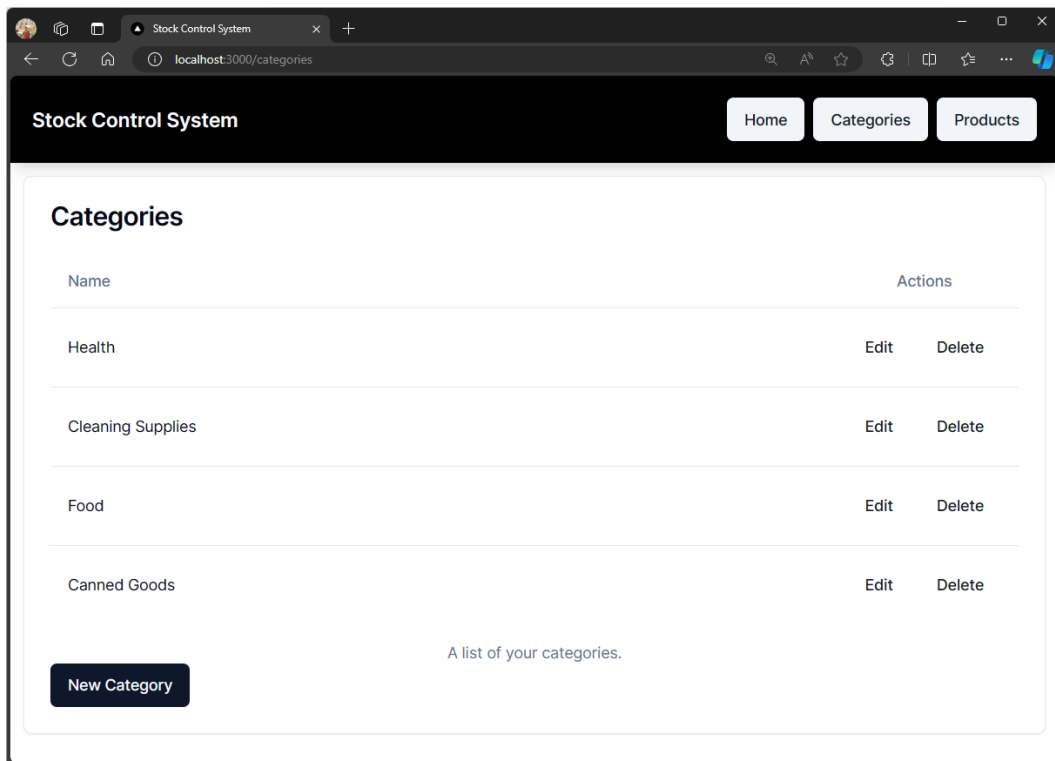 Stock Control System
localhost:3000/categories
Stock Control System Home Categories Products
Categories
Name Actions
Health Edit Delete
Cleaning Supplies Edit Delete
Food Edit Delete
Canned Goods Edit Delete
A list of your categories.
New Category